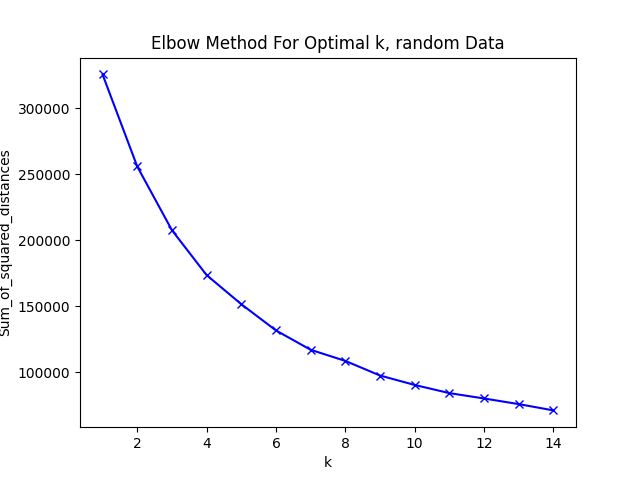 Elbow Method For Optimal k, random Data
Sum_of_squared_distances
300000
250000
200000
150000
100000
2 4 6 8 10 12 14
k